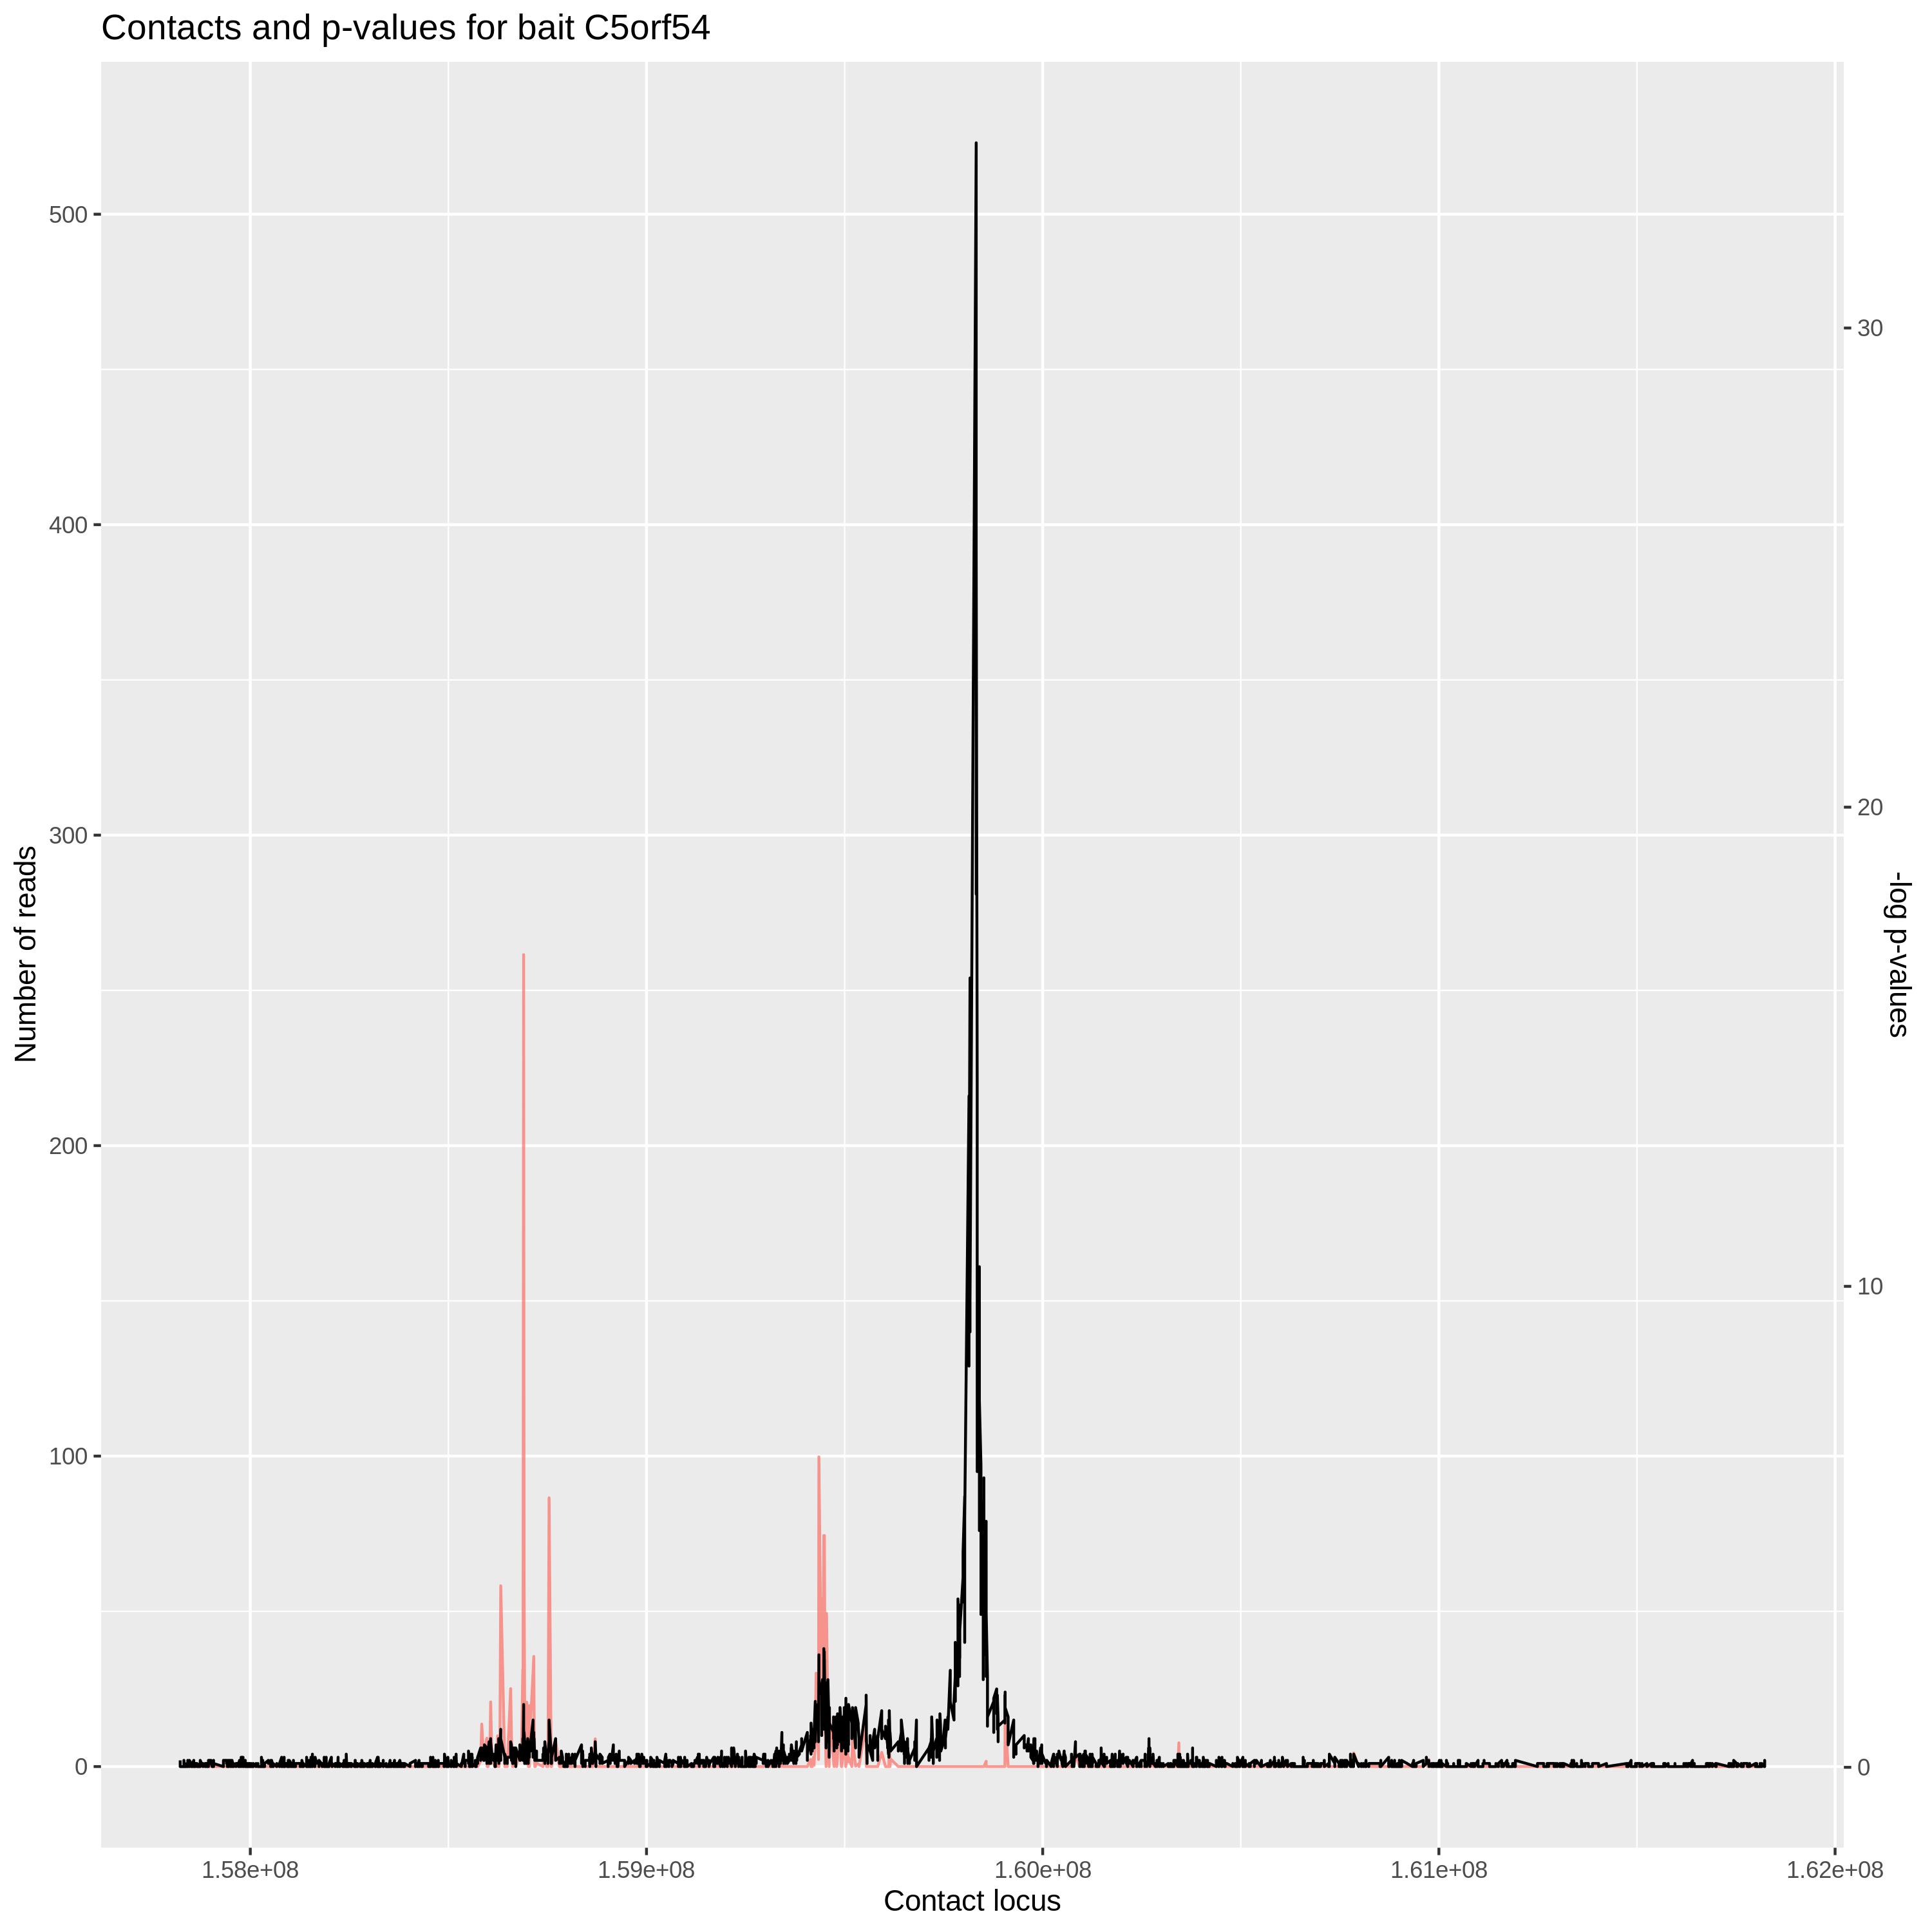 Contacts and p-values for bait C5orf54
Number of reads
500
400
300
200
100
0
30
20
10
0
-log p-values
1.58e+08
1.59e+08
1.60e+08
1.61e+08
1.62e+08
Contact locus